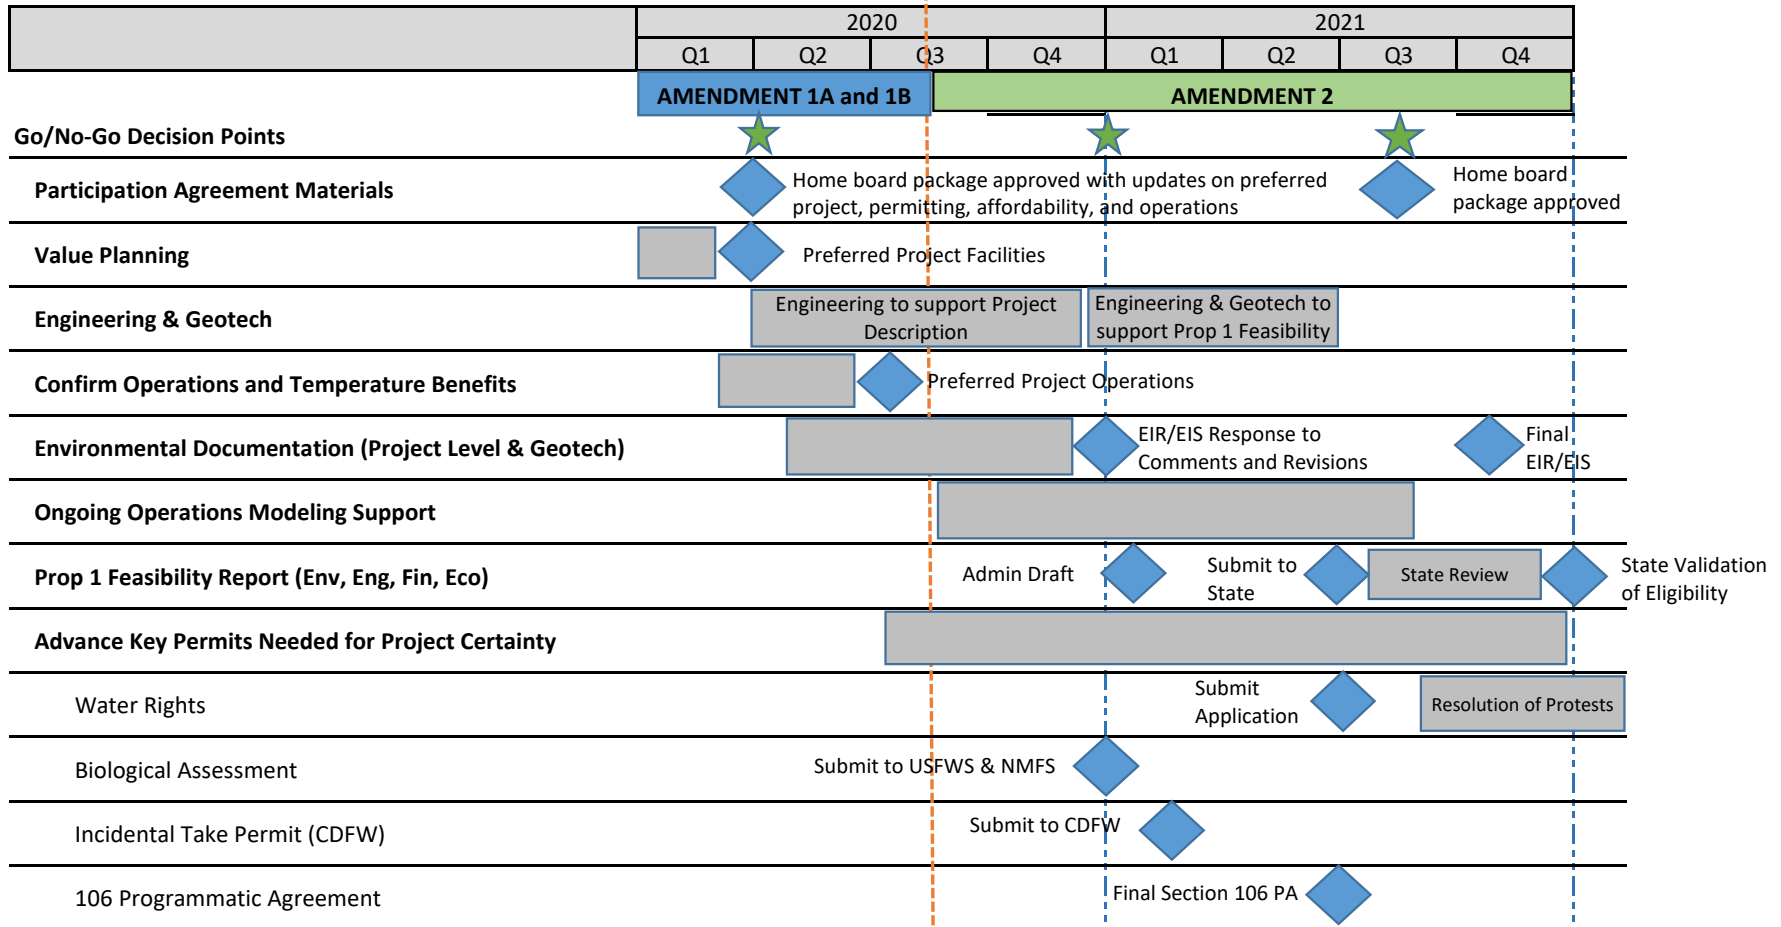 2020
2021
Q1
Q2
Q3
Q4
Q1
Q2
Q3
Q4
AMENDMENT 1A and 1B
AMENDMENT 2
Go/No-Go Decision Points
Participation Agreement Materials
Home board package approved with updates on preferred
project, permitting, affordability, and operations
Home board
package approved
Value Planning
Preferred Project Facilities
Engineering & Geotech
Engineering to support Project
Description
Engineering & Geotech to
support Prop 1 Feasibility
Confirm Operations and Temperature Benefits
Preferred Project Operations
Environmental Documentation (Project Level & Geotech)
EIR/EIS Response to
Comments and Revisions
Final
EIR/EIS
Ongoing Operations Modeling Support
Prop 1 Feasibility Report (Env, Eng, Fin, Eco)
Admin Draft
Submit to
State
State Review
State Validation
of Eligibility
Advance Key Permits Needed for Project Certainty
Water Rights
Submit
Application
Resolution of Protests
Biological Assessment
Submit to USFWS & NMFS
Incidental Take Permit (CDFW)
Submit to CDFW
106 Programmatic Agreement
Final Section 106 PA